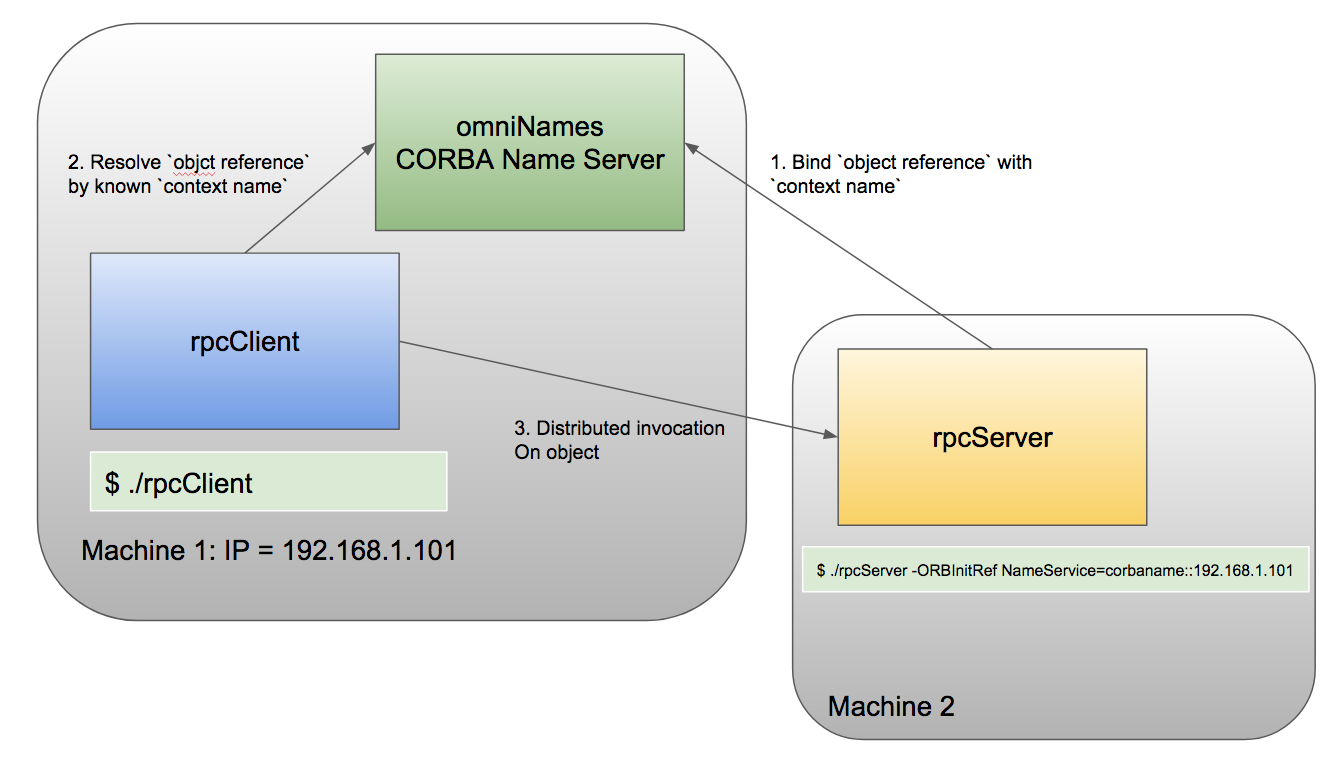 omniNames
CORBA Name Server
2. Resolve `objct reference`
by known `context name`
1. Bind `object reference` with
`context name`
rpcClient
3. Distributed invocation
On object
rpcServer
$ ./rpcClient
Machine 1: IP = 192.168.1.101
$ ./rpcServer -ORBInitRef NameService=corbaname::192.168.1.101
Machine 2